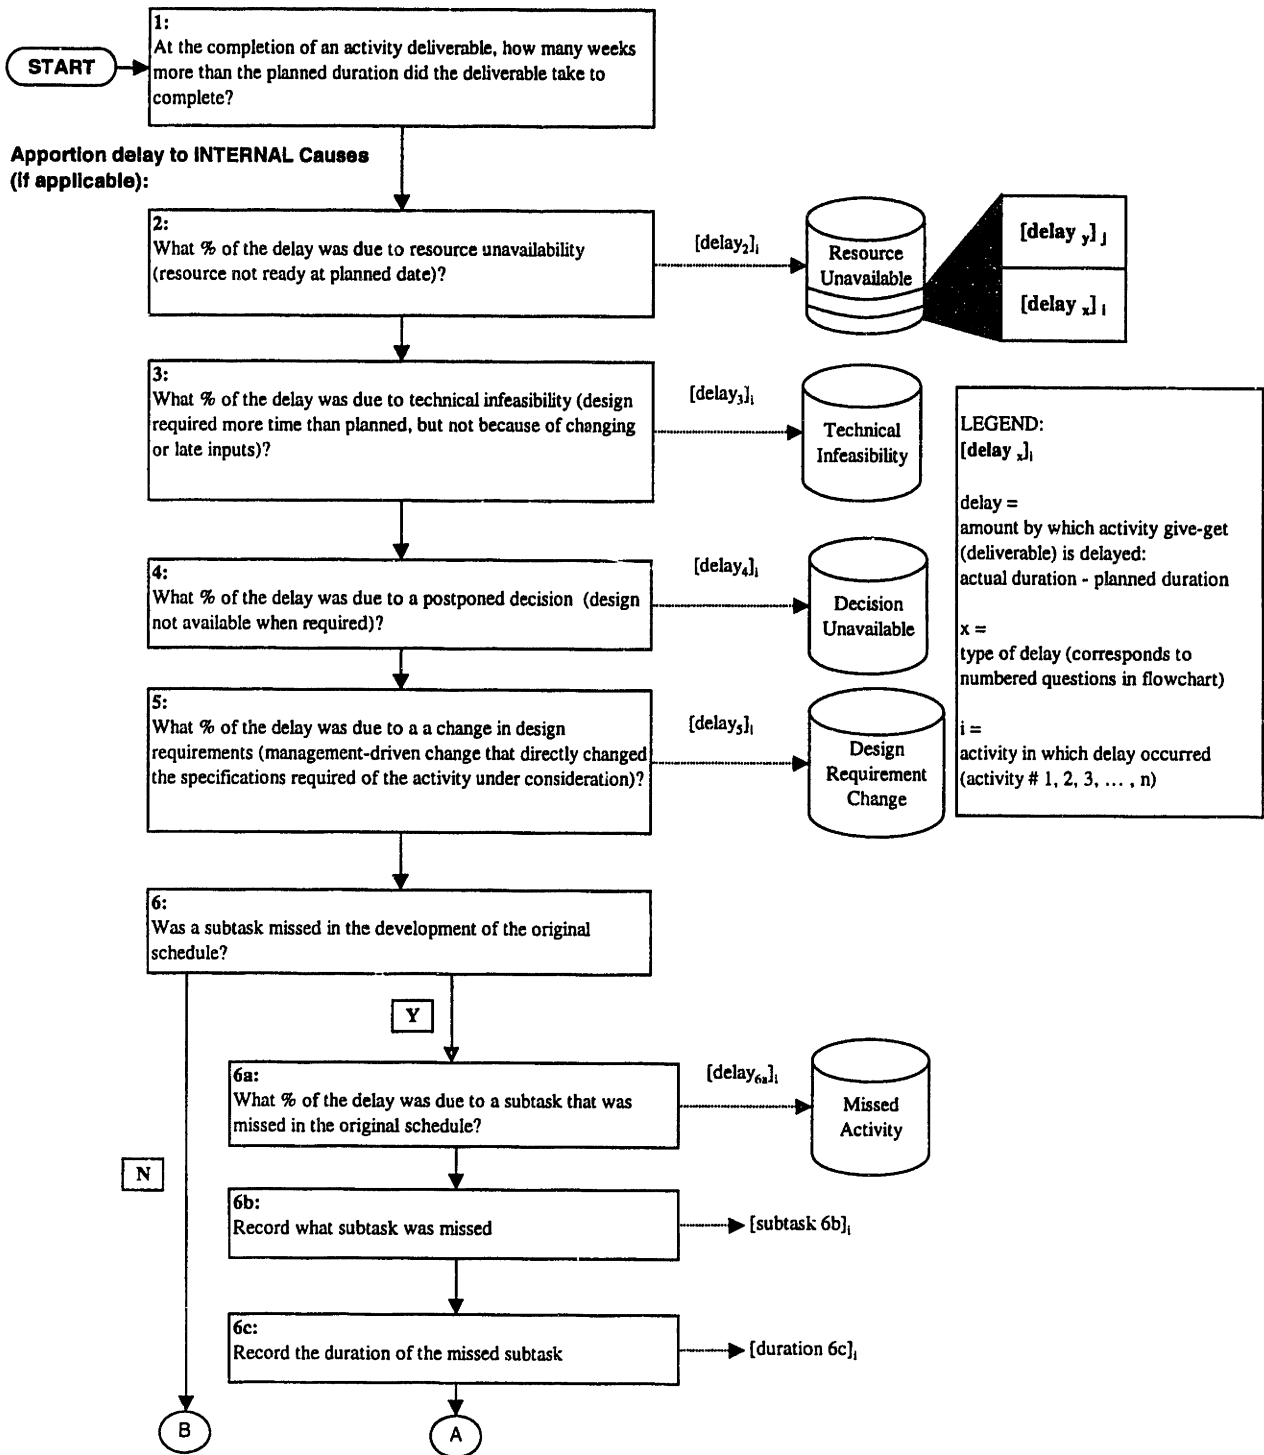 1:
At the completion of an activity deliverable, how many weeks
more than the planned duration did the deliverable take to
complete?
START
Apportion delay to INTERNAL Causes
(if applicable):
2:
What % of the delay was due to resource unavailability
(resource not ready at planned date)?
[delay₂]ᵢ
Resource
Unavailable
[delay y] j
[delay x] i
3:
What % of the delay was due to technical infeasibility (design
required more time than planned, but not because of changing
or late inputs)?
[delay₃]ᵢ
Technical
Infeasibility
LEGEND:
[delay x]i
delay =
amount by which activity give-get
(deliverable) is delayed:
actual duration - planned duration
x =
type of delay (corresponds to
numbered questions in flowchart)
i =
activity in which delay occurred
(activity # 1, 2, 3, ... , n)
4:
What % of the delay was due to a postponed decision (design
not available when required)?
[delay₄]ᵢ
Decision
Unavailable
5:
What % of the delay was due to a a change in design
requirements (management-driven change that directly changed
the specifications required of the activity under consideration)?
[delay₅]ᵢ
Design
Requirement
Change
6:
Was a subtask missed in the development of the original
schedule?
Y
N
6a:
What % of the delay was due to a subtask that was
missed in the original schedule?
[delay₆ₐ]ᵢ
Missed
Activity
6b:
Record what subtask was missed
[subtask 6b]ᵢ
6c:
Record the duration of the missed subtask
[duration 6c]ᵢ
B
A